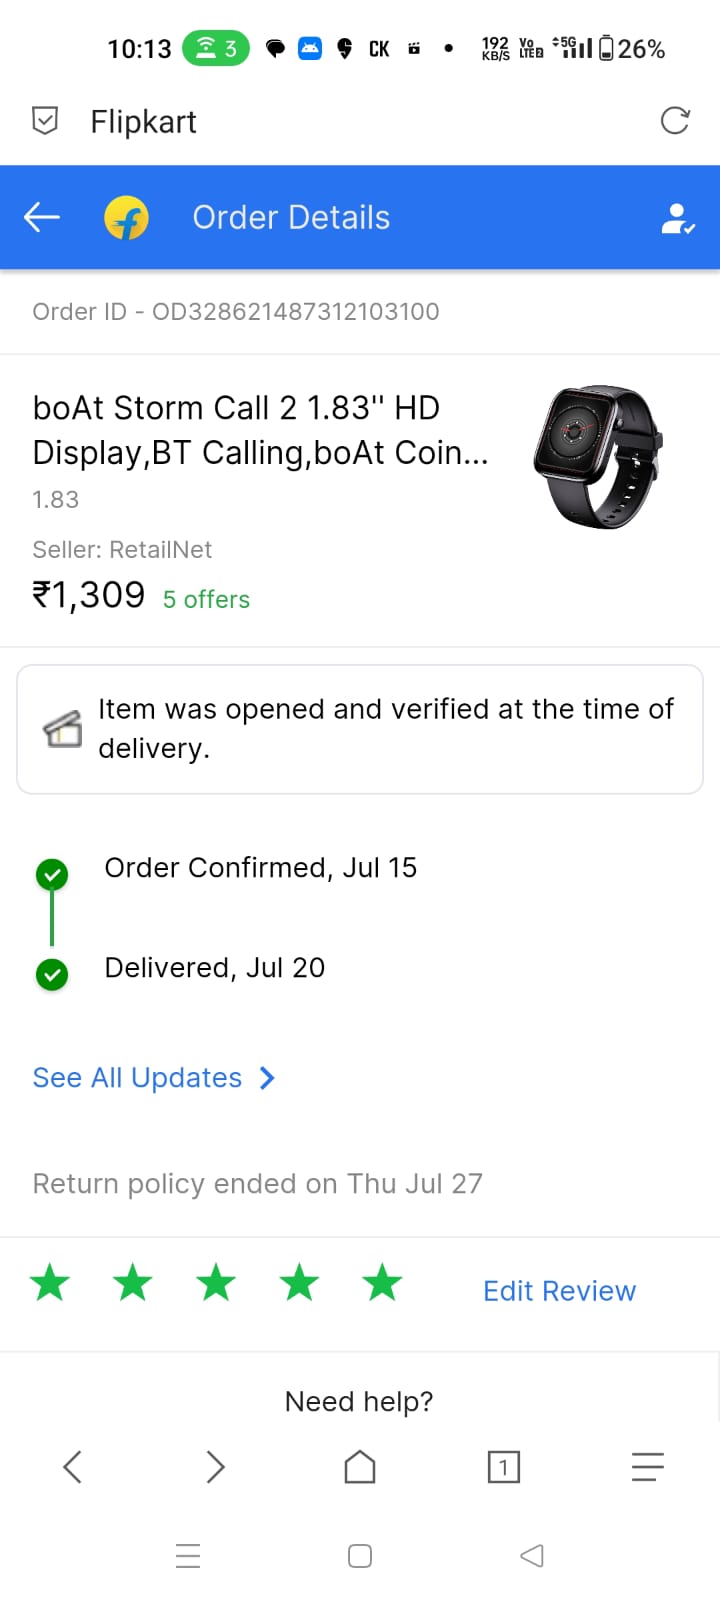 10:13 3 CK 192 KB/S Vo LTE2 5G 26%
Flipkart
Order Details
Order ID - OD328621487312103100
boAt Storm Call 2 1.83'' HD
Display,BT Calling,boAt Coin...
1.83
Seller: RetailNet
₹1,309 5 offers
Item was opened and verified at the time of
delivery.
Order Confirmed, Jul 15
Delivered, Jul 20
See All Updates
Return policy ended on Thu Jul 27
Edit Review
Need help?
1